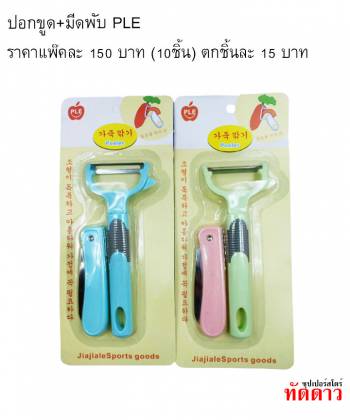 ปอกขูด+มีดพับ PLE
ราคาแพ๊คละ 150 บาท (10ชิ้น) ตกชิ้นละ 15 บาท
PLE
가죽 깎기
Peeler
JiajialeSports goods
PLE
가죽 깎기
Peeler
JiajialeSports goods
ซุปเปอร์สโตร์
ทัดดาว